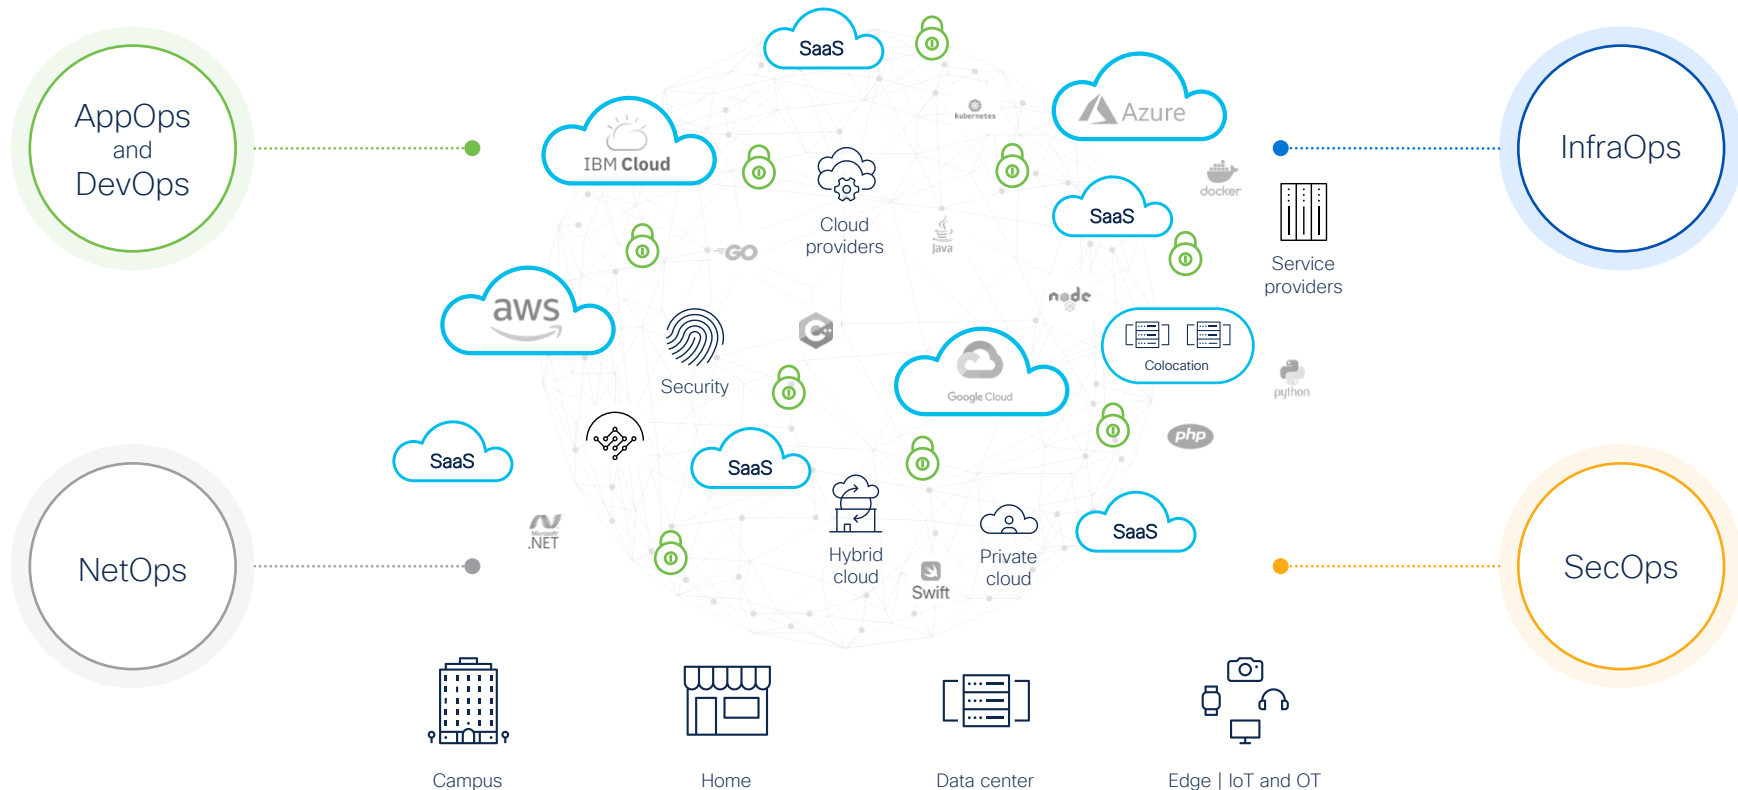 AppOps
and
DevOps
InfraOps
NetOps
SecOps
SaaS
kubernetes
Azure
IBM Cloud
docker
Cloud
providers
SaaS
Java
GO
Service
providers
aws
node
JS
C++
Security
Google Cloud
Colocation
python
php
SaaS
SaaS
SaaS
Microsoft
.NET
Hybrid
cloud
Private
cloud
Swift
Campus
Home
Data center
Edge | IoT and OT